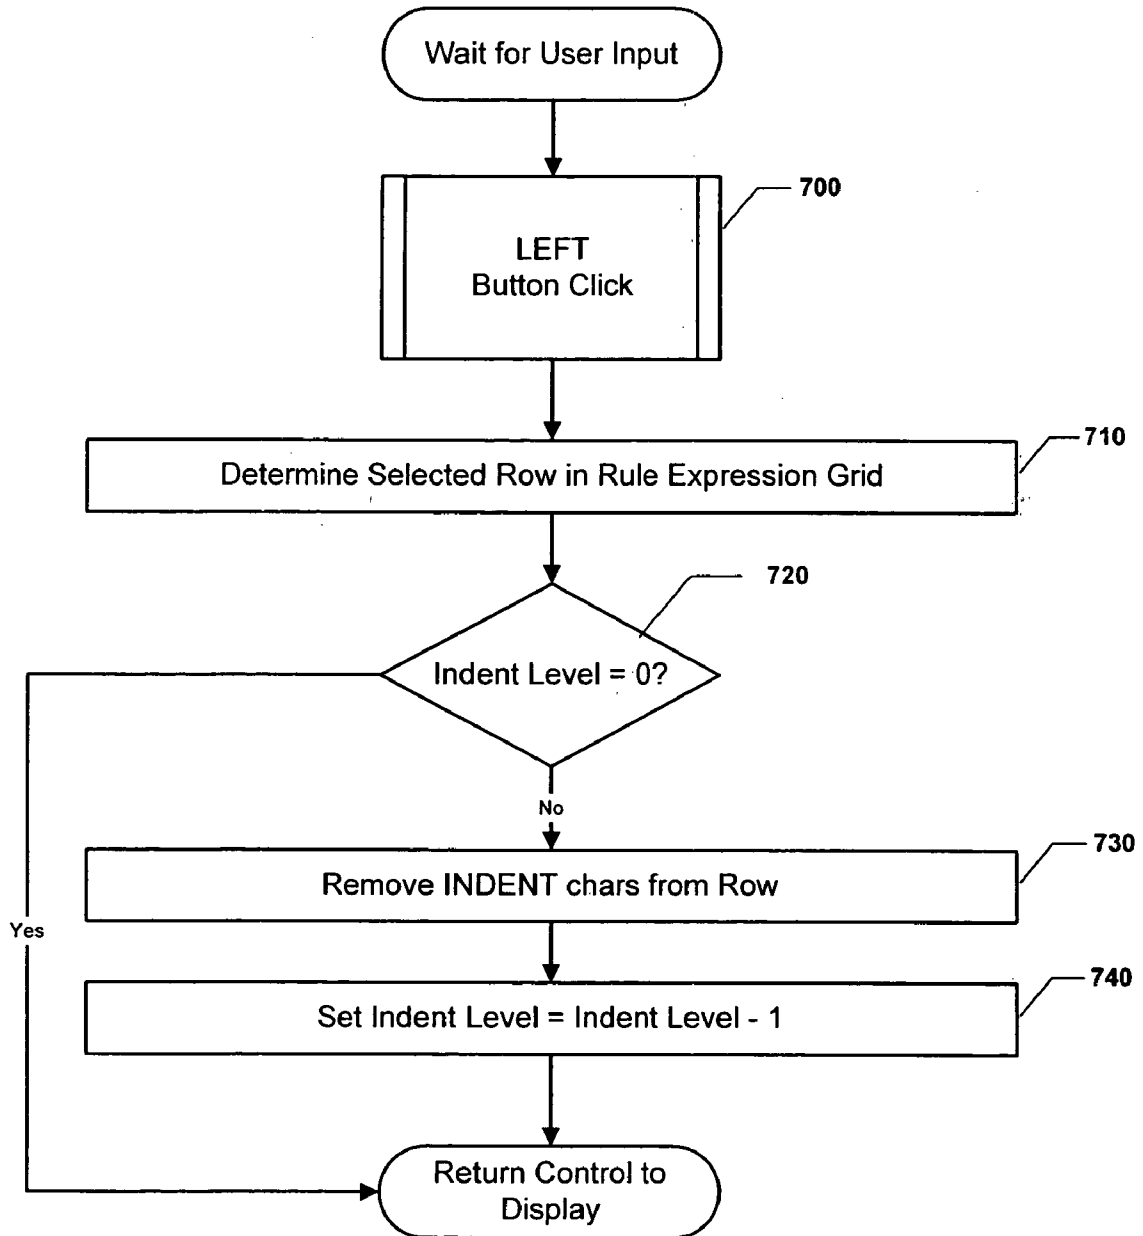 Wait for User Input
700
LEFT
Button Click
710
Determine Selected Row in Rule Expression Grid
720
Indent Level = 0?
No
730
Remove INDENT chars from Row
Yes
740
Set Indent Level = Indent Level - 1
Return Control to
Display